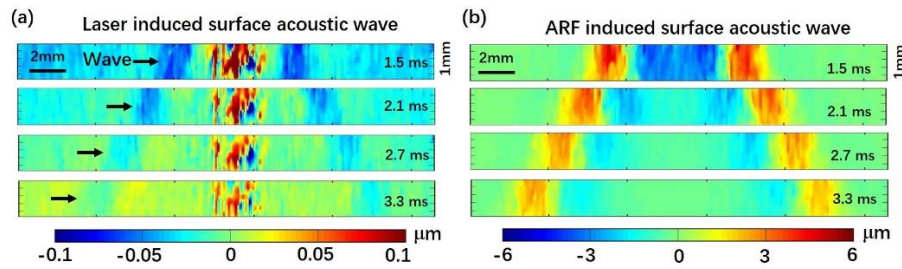 (a) Laser induced surface acoustic wave
2mm
Wave
1.5 ms
1mm
2.1 ms
2.7 ms
3.3 ms
μm
-0.1 -0.05 0 0.05 0.1
(b) ARF induced surface acoustic wave
2mm
1.5 ms
1mm
2.1 ms
2.7 ms
3.3 ms
μm
-6 -3 0 3 6